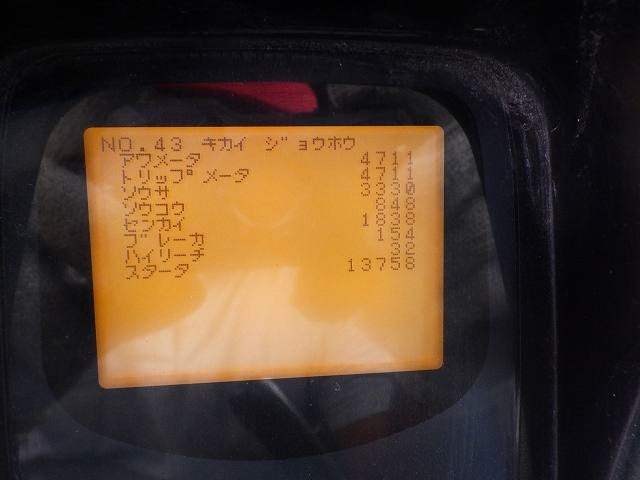 NO.43 キカイ ジョウホウ
アワメータ 4711
トリップメータ 4711
ソウサ 3330
ソウコウ 848
センカイ 1838
ブレーカ 154
ハイリーチ 32
スタータ 13758